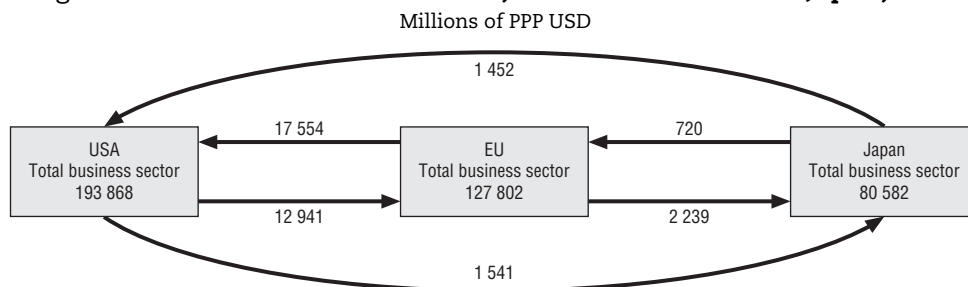 Millions of PPP USD
1 452
17 554
720
USA
Total business sector
193 868
EU
Total business sector
127 802
Japan
Total business sector
80 582
12 941
2 239
1 541